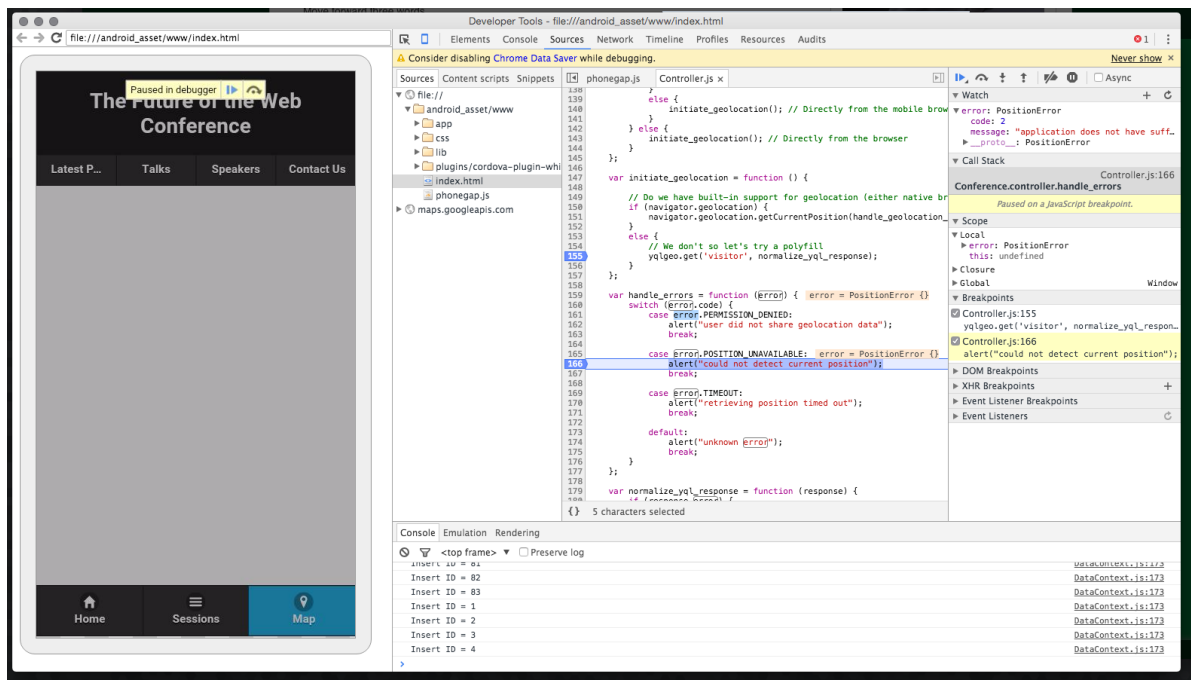 Move forward three words
Developer Tools - file:///android_asset/www/index.html
file:///android_asset/www/index.html
Elements Console Sources Network Timeline Profiles Resources Audits
1
Consider disabling Chrome Data Saver while debugging.
Never show ×
Paused in debugger
The Future of the Web
Conference
Latest P... Talks Speakers Contact Us
Home Sessions Map
Sources Content scripts Snippets
file://
android_asset/www
app
css
lib
plugins/cordova-plugin-whi
index.html
phonegap.js
maps.googleapis.com
phonegap.js Controller.js ×
138 }
139 else {
140 initiate_geolocation(); // Directly from the mobile brow
141 }
142 } else {
143 initiate_geolocation(); // Directly from the browser
144 }
145 };
146
147 var initiate_geolocation = function () {
148
149 // Do we have built-in support for geolocation (either native br
150 if (navigator.geolocation) {
151 navigator.geolocation.getCurrentPosition(handle_geolocation_
152 }
153 else {
154 // We don't so let's try a polyfill
155 yqlgeo.get('visitor', normalize_yql_response);
156 }
157 };
158
159 var handle_errors = function (error) { error = PositionError {}
160 switch (error.code) {
161 case error.PERMISSION_DENIED:
162 alert("user did not share geolocation data");
163 break;
164
165 case error.POSITION_UNAVAILABLE: error = PositionError {}
166 alert("could not detect current position");
167 break;
168
169 case error.TIMEOUT:
170 alert("retrieving position timed out");
171 break;
172
173 default:
174 alert("unknown error");
175 break;
176 }
177 };
178
179 var normalize_yql_response = function (response) {
180 if (response.error) {
{} 5 characters selected
Async
Watch
error: PositionError
code: 2
message: "application does not have suff…
__proto__: PositionError
Call Stack
Controller.js:166
Conference.controller.handle_errors
Paused on a JavaScript breakpoint.
Scope
Local
error: PositionError
this: undefined
Closure
Global Window
Breakpoints
Controller.js:155
yqlgeo.get('visitor', normalize_yql_respon…
Controller.js:166
alert("could not detect current position");
DOM Breakpoints
XHR Breakpoints
Event Listener Breakpoints
Event Listeners
Console Emulation Rendering
<top frame> Preserve log
Insert ID = 81 DataContext.js:173
Insert ID = 82 DataContext.js:173
Insert ID = 83 DataContext.js:173
Insert ID = 1 DataContext.js:173
Insert ID = 2 DataContext.js:173
Insert ID = 3 DataContext.js:173
Insert ID = 4 DataContext.js:173